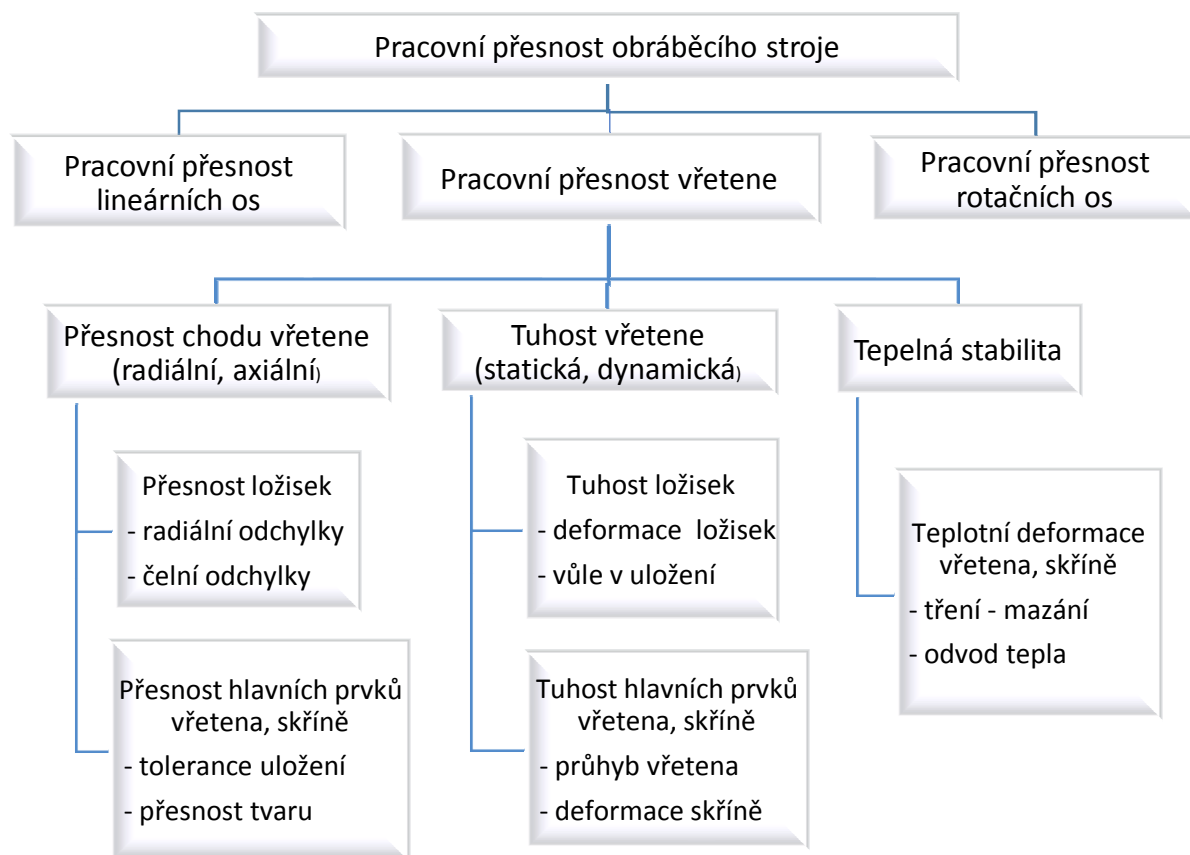 Pracovní přesnost obráběcího stroje
Pracovní přesnost
lineárních os
Pracovní přesnost vřetene
Pracovní přesnost
rotačních os
Přesnost chodu vřetene
(radiální, axiální)
Tuhost vřetene
(statická, dynamická)
Tepelná stabilita
Přesnost ložisek
- radiální odchylky
- čelní odchylky
Tuhost ložisek
- deformace ložisek
- vůle v uložení
Teplotní deformace
vřetena, skříně
- tření - mazání
- odvod tepla
Přesnost hlavních prvků
vřetena, skříně
- tolerance uložení
- přesnost tvaru
Tuhost hlavních prvků
vřetena, skříně
- průhyb vřetena
- deformace skříně